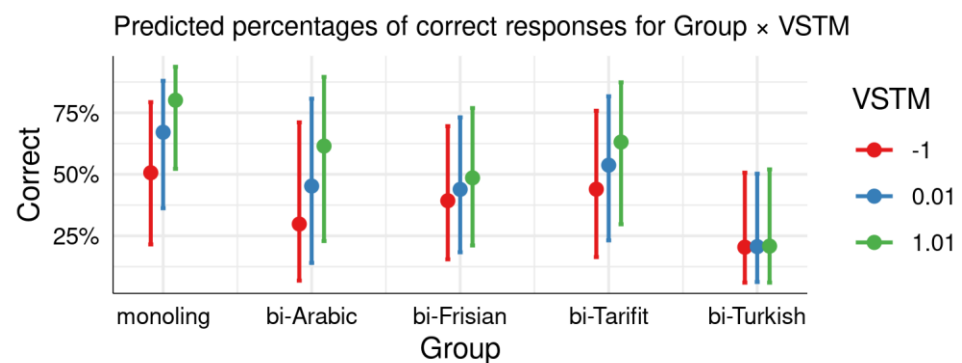 Predicted percentages of correct responses for Group × VSTM
Correct
75%
50%
25%
monoling bi-Arabic bi-Frisian bi-Tarifit bi-Turkish
Group
VSTM
-1
0.01
1.01